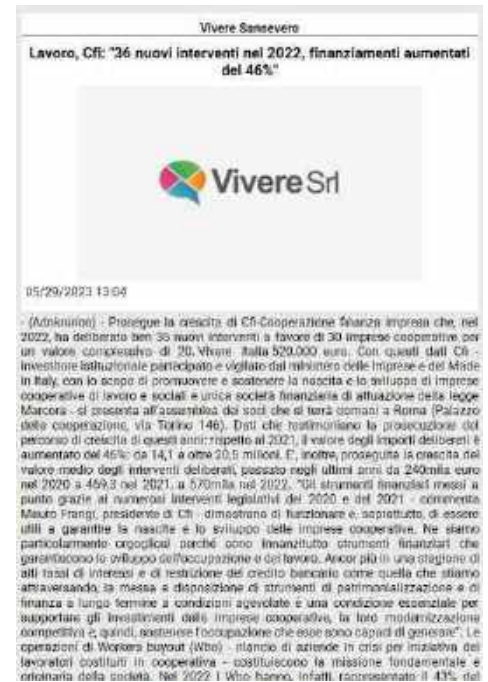 Vivere Sansevero
Lavoro, Cfi: "36 nuovi interventi nel 2022, finanziamenti aumentati
del 46%"
Vivere Srl
05/29/2023 13:04
- (Adnkronos) - Prosegue la crescita di Cfi-Cooperazione finanza impresa che, nel
2022, ha deliberato ben 36 nuovi interventi a favore di 30 imprese cooperative per
un valore complessivo di 20. Vivere Italia 520.000 euro. Con questi dati Cfi -
investitore istituzionale partecipato e vigilato dal ministero delle Imprese e del Made
in Italy, con lo scopo di promuovere e sostenere la nascita e lo sviluppo di imprese
cooperative di lavoro e sociali e unica società finanziaria di attuazione della legge
Marcora - si presenta all'assemblea dei soci che si terrà domani a Roma (Palazzo
della cooperazione, via Torino 146). Dati che testimoniano la prosecuzione del
percorso di crescita di questi anni: rispetto al 2021, il valore degli importi deliberati è
aumentato del 46%: da 14,1 a oltre 20,5 milioni. E', inoltre, proseguita la crescita del
valore medio degli interventi deliberati, passato negli ultimi anni da 240mila euro
nel 2020 a 469,3 nel 2021, a 570mila nel 2022. "Gli strumenti finanziari messi a
punto grazie ai numerosi interventi legislativi del 2020 e del 2021 - commenta
Mauro Frangi, presidente di Cfi - dimostrano di funzionare e, soprattutto, di essere
utili a garantire la nascita e lo sviluppo delle imprese cooperative. Ne siamo
particolarmente orgogliosi perché sono innanzitutto strumenti finanziari che
garantiscono lo sviluppo dell'occupazione e del lavoro. Ancor più in una stagione di
alti tassi di interessi e di restrizione del credito bancario come quella che stiamo
attraversando, la messa a disposizione di strumenti di patrimonializzazione e di
finanza a lungo termine a condizioni agevolate è una condizione essenziale per
supportare gli investimenti delle imprese cooperative, la loro modernizzazione
competitiva e, quindi, sostenere l'occupazione che esse sono capaci di generare". Le
operazioni di Workers buyout (Wbo) - rilancio di aziende in crisi per iniziativa dei
lavoratori costituiti in cooperativa - costituiscono la missione fondamentale e
originaria della società. Nel 2022 i Wbo hanno, infatti, rappresentato il 43% del